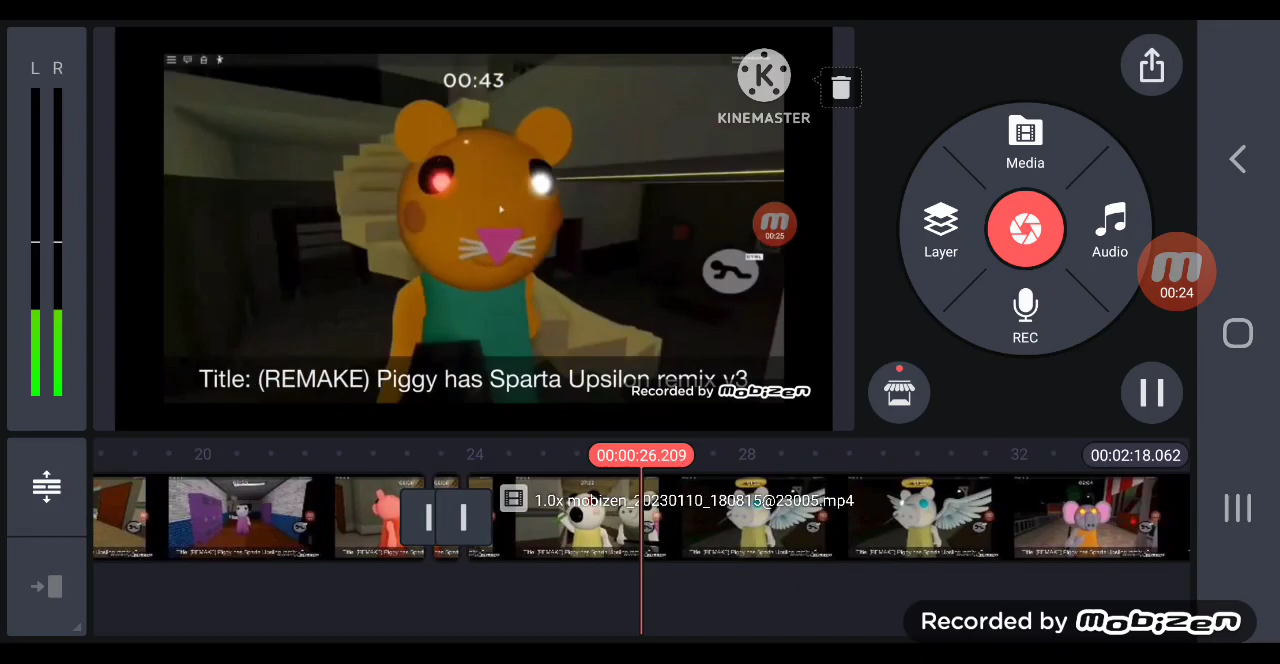 L R
00:43
KINEMASTER
00:25
Title: (REMAKE) Piggy has Sparta Upsilon remix v3
Recorded by mobizen
Media
Layer
Audio
REC
00:24
20
24
00:00:26.209
28
32
00:02:18.062
1.0x mobizen_20230110_180815@23005.mp4
Recorded by mobizen